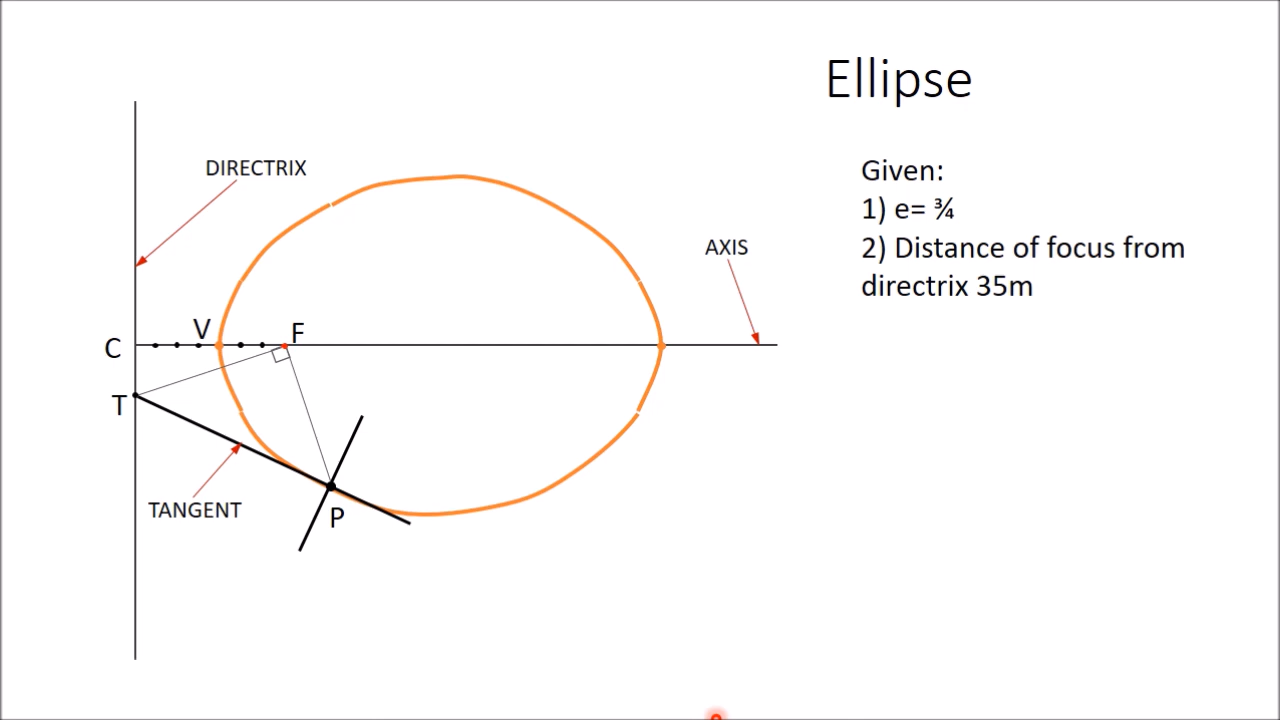 Ellipse
DIRECTRIX
Given:
1) e= ¾
2) Distance of focus from
directrix 35m
AXIS
V
F
C
T
TANGENT
P